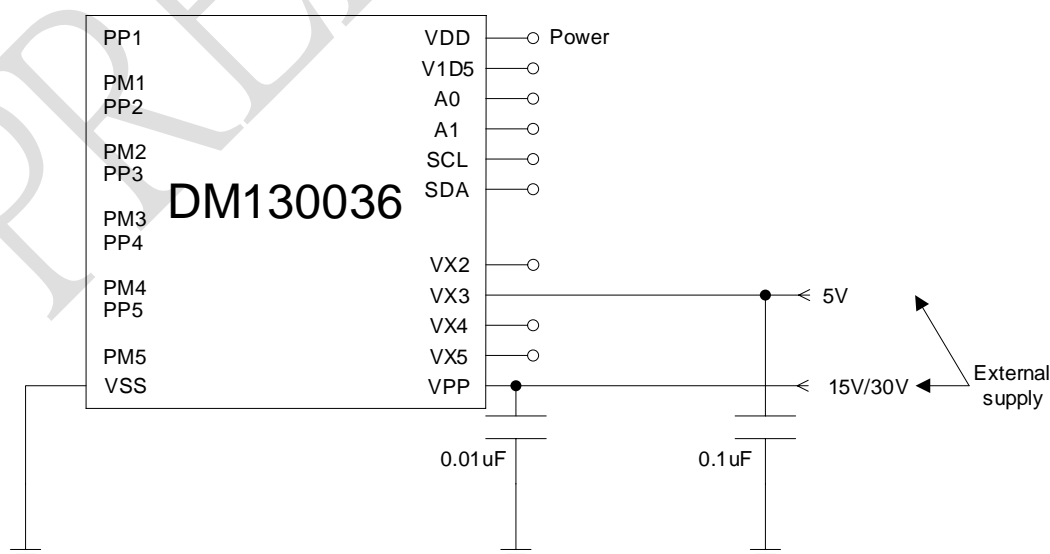 PP1
PM1
PP2
PM2
PP3
PM3
PP4
PM4
PP5
PM5
VSS
DM130036
VDD
Power
V1D5
A0
A1
SCL
SDA
VX2
VX3
5V
VX4
VX5
VPP
15V/30V
External
supply
0.01uF
0.1uF